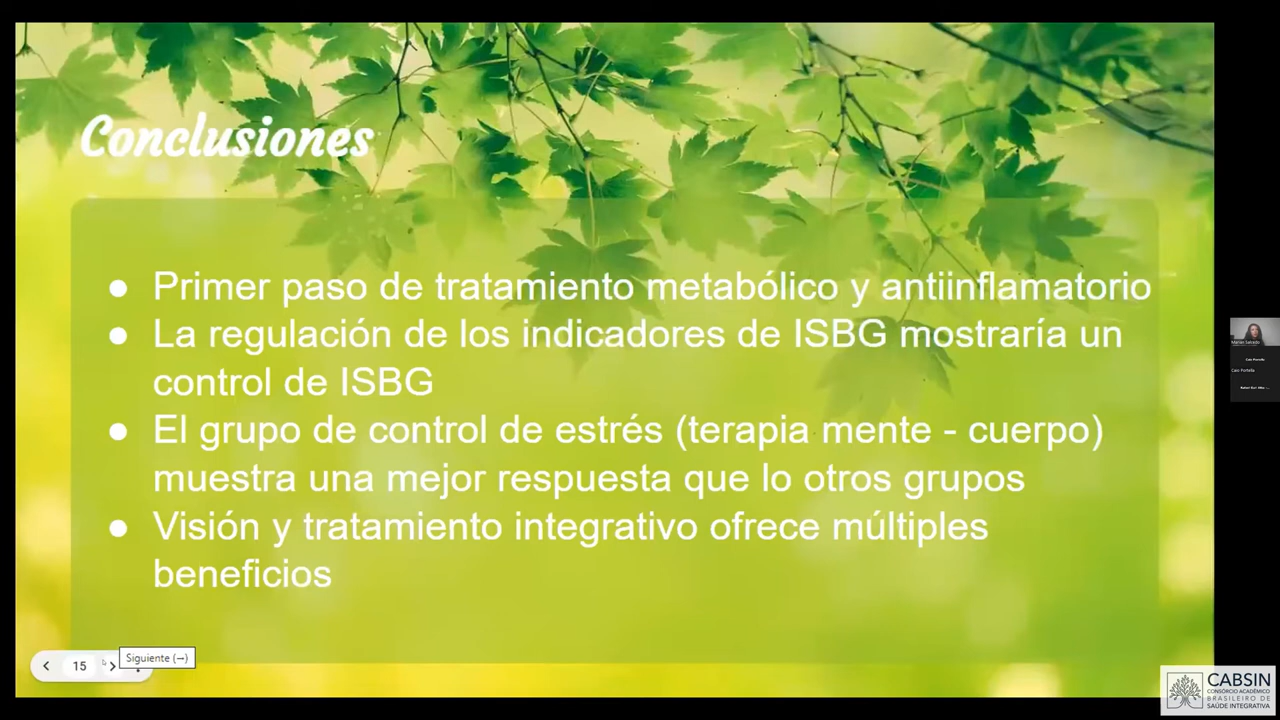 Conclusiones
● Primer paso de tratamiento metabólico y antiinflamatorio
● La regulación de los indicadores de ISBG mostraría un
control de ISBG
● El grupo de control de estrés (terapia mente - cuerpo)
muestra una mejor respuesta que lo otros grupos
● Visión y tratamiento integrativo ofrece múltiples
beneficios
15
Siguiente (→)
Caio Portella
Caio Portella
CABSIN
CONSÓRCIO ACADÊMICO
BRASILEIRO DE
SAÚDE INTEGRATIVA